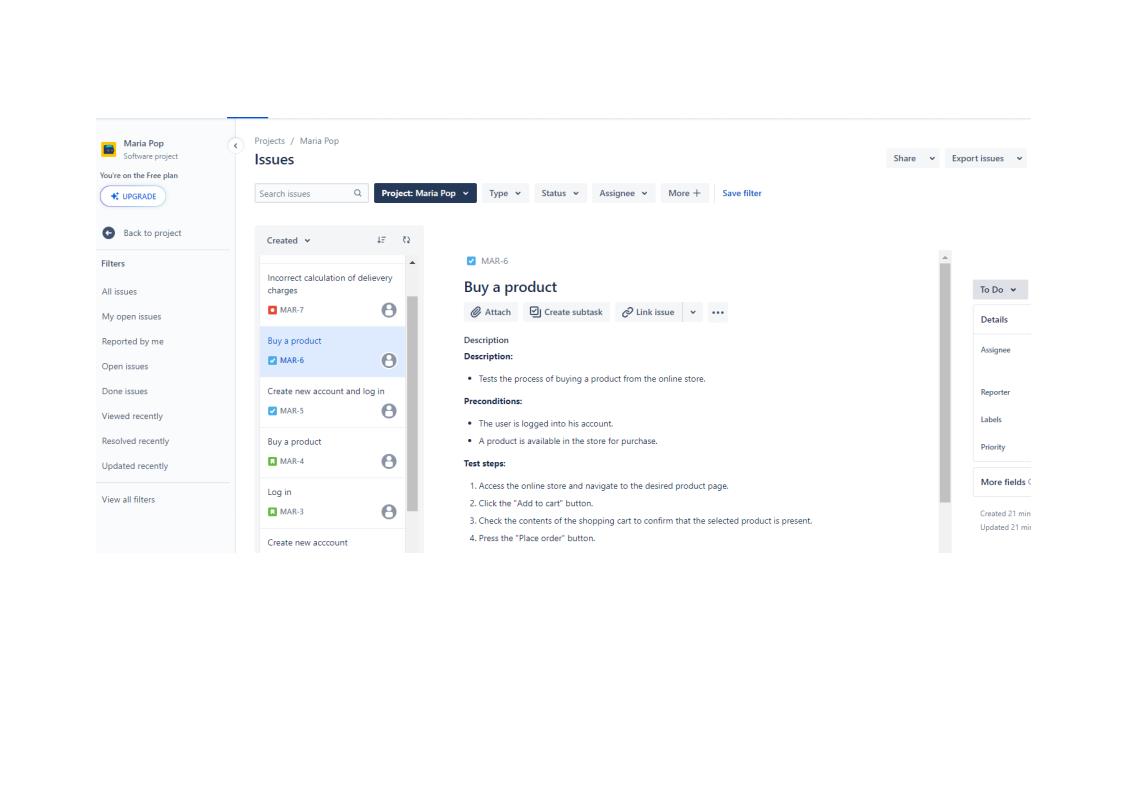 Maria Pop
Software project
You're on the Free plan
UPGRADE
Back to project
Filters
All issues
My open issues
Reported by me
Open issues
Done issues
Viewed recently
Resolved recently
Updated recently
View all filters
Projects / Maria Pop
Issues
Share
Export issues
Search issues
Project: Maria Pop
Type
Status
Assignee
More +
Save filter
Created
Incorrect calculation of delievery
charges
MAR-7
Buy a product
MAR-6
Create new account and log in
MAR-5
Buy a product
MAR-4
Log in
MAR-3
Create new acccount
MAR-6
Buy a product
Attach
Create subtask
Link issue
Description
Description:
• Tests the process of buying a product from the online store.
Preconditions:
• The user is logged into his account.
• A product is available in the store for purchase.
Test steps:
1. Access the online store and navigate to the desired product page.
2. Click the "Add to cart" button.
3. Check the contents of the shopping cart to confirm that the selected product is present.
4. Press the "Place order" button.
To Do
Details
Assignee
Reporter
Labels
Priority
More fields
Created 21 min
Updated 21 mi